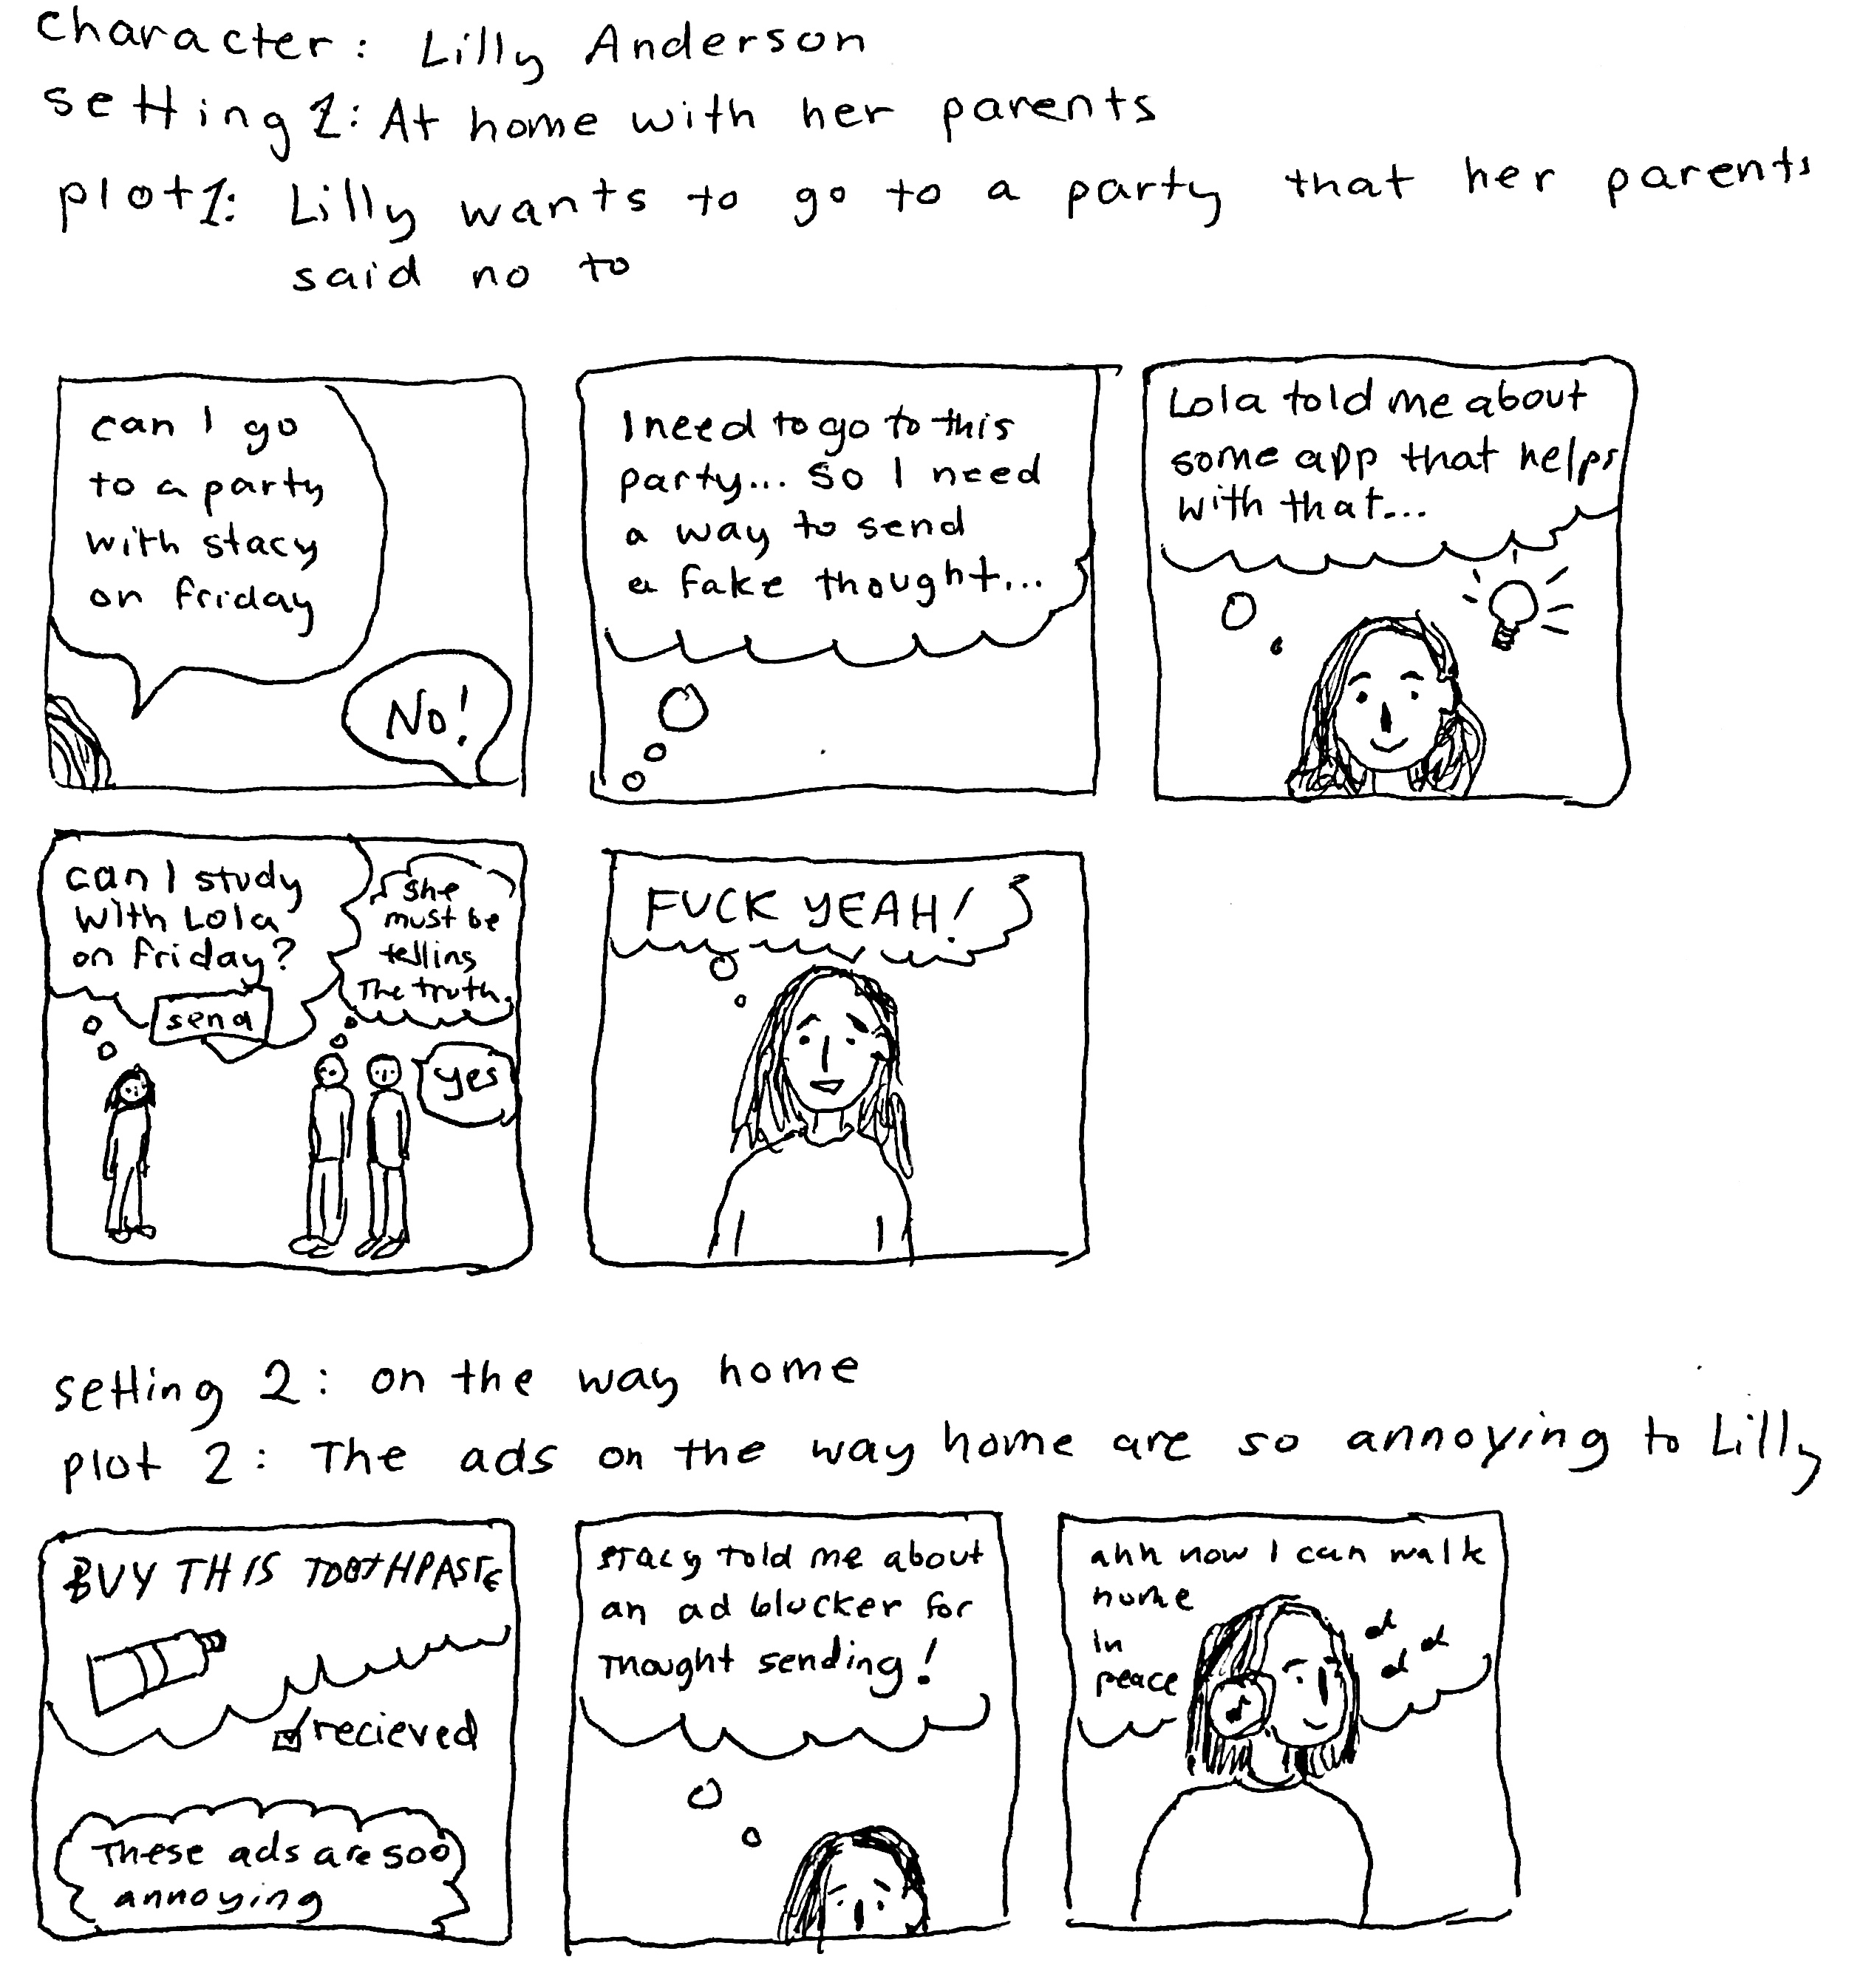 Character: Lilly Anderson
setting 1: At home with her parents
plot 1: Lilly wants to go to a party that her parents
said no to
can I go
to a party
with stacy
on friday
No!
I need to go to this
party... so I need
a way to send
a fake thought...
Lola told me about
some app that helps
with that...
can I study
with Lola
on friday?
send
she
must be
telling
The truth.
yes
FUCK YEAH!
setting 2: on the way home
plot 2: The ads on the way home are so annoying to Lilly
BUY THIS TOOTHPASTE
recieved
These ads are soo
annoying
stacy told me about
an ad blocker for
thought sending!
ahh now I can walk
home
in
peace